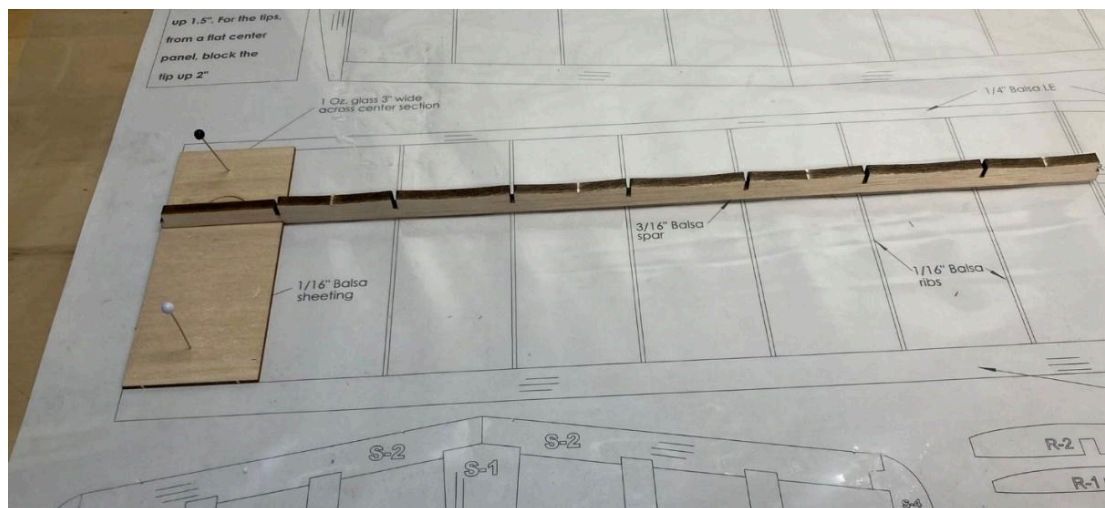 up 1.5". For the tips,
from a flat center
panel, block the
tip up 2"
1 Oz. glass 3" wide
across center section
1/4" Balsa LE
3/16" Balsa
spar
1/16" Balsa
ribs
1/16" Balsa
sheeting
S-2
S-2
S-1
R-2
R-1
S-4